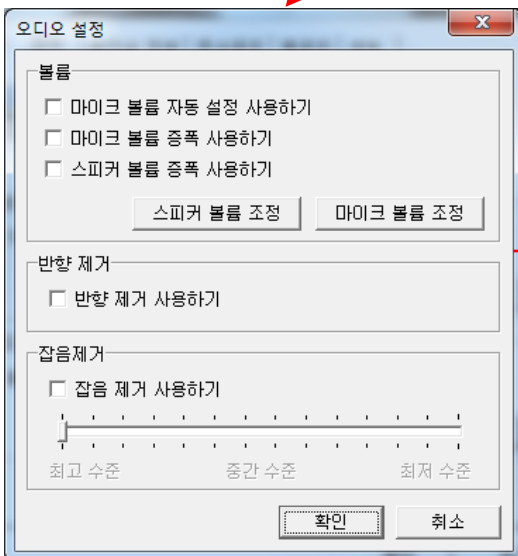 오디오 설정
볼륨
마이크 볼륨 자동 설정 사용하기
마이크 볼륨 증폭 사용하기
스피커 볼륨 증폭 사용하기
스피커 볼륨 조정 마이크 볼륨 조정
반향 제거
반향 제거 사용하기
잡음제거
잡음 제거 사용하기
최고 수준 중간 수준 최저 수준
확인 취소